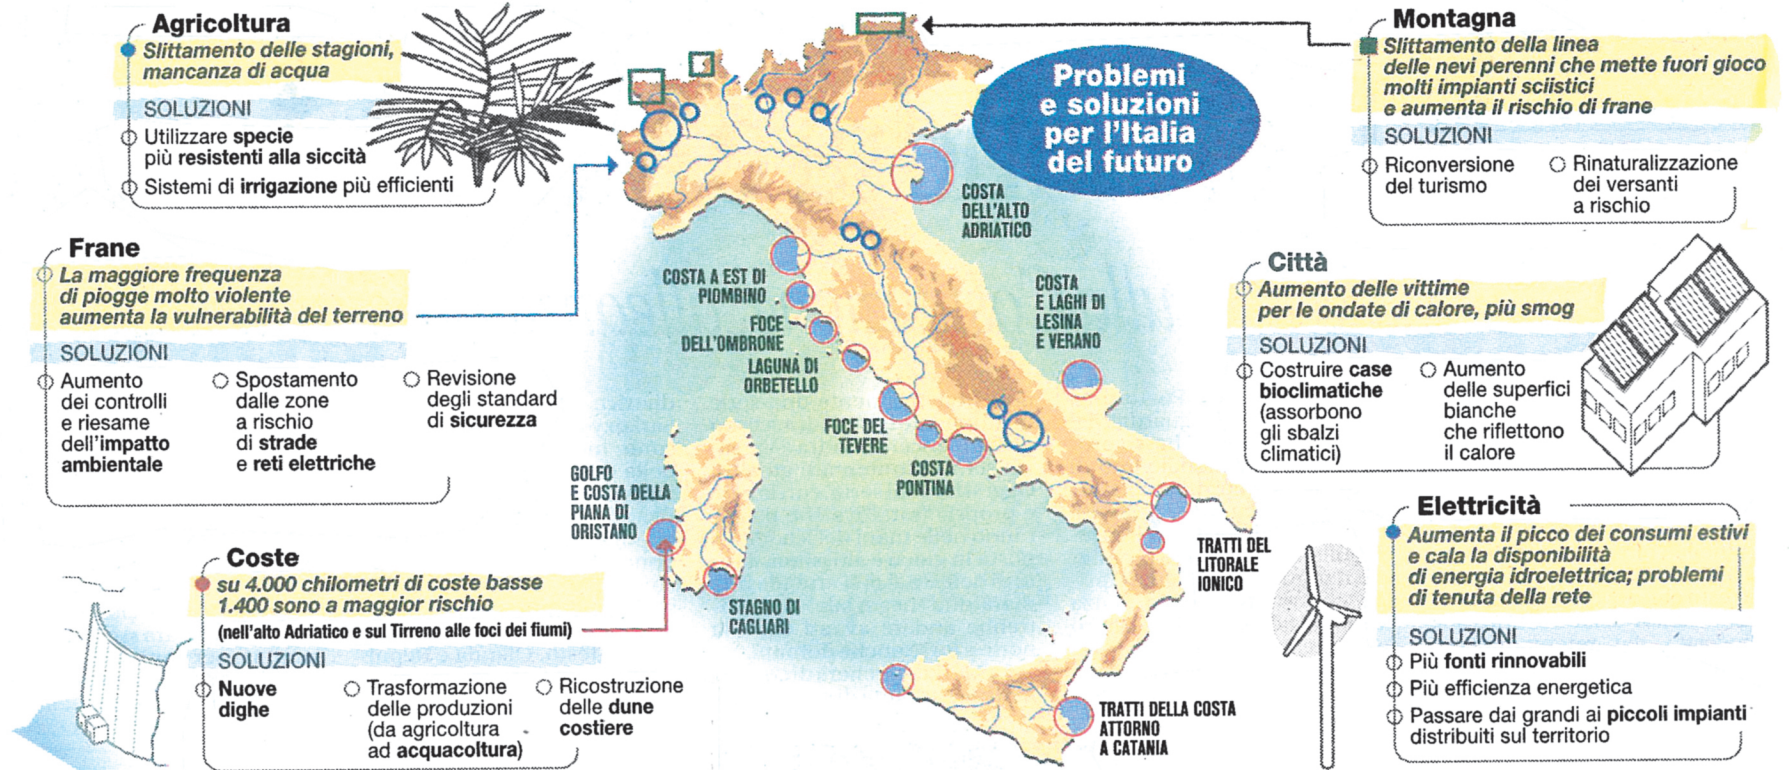 Agricoltura
Slittamento delle stagioni,
mancanza di acqua
SOLUZIONI
Utilizzare specie
più resistenti alla siccità
Sistemi di irrigazione più efficienti
Frane
La maggiore frequenza
di piogge molto violente
aumenta la vulnerabilità del terreno
SOLUZIONI
Aumento
dei controlli
e riesame
dell'impatto
ambientale
Spostamento
dalle zone
a rischio
di strade
e reti elettriche
Revisione
degli standard
di sicurezza
Coste
su 4.000 chilometri di coste basse
1.400 sono a maggior rischio
(nell'alto Adriatico e sul Tirreno alle foci dei fiumi)
SOLUZIONI
Nuove
dighe
Trasformazione
delle produzioni
(da agricoltura
ad acquacoltura)
Ricostruzione
delle dune
costiere
Problemi
e soluzioni
per l'Italia
del futuro
COSTA
DELL'ALTO
ADRIATICO
COSTA A EST DI
PIOMBINO
FOCE
DELL'OMBRONE
LAGUNA DI
ORBETELLO
FOCE DEL
TEVERE
COSTA
PONTINA
COSTA
E LAGHI DI
LESINA
E VERANO
GOLFO
E COSTA DELLA
PIANA DI
ORISTANO
STAGNO DI
CAGLIARI
TRATTI DEL
LITORALE
IONICO
TRATTI DELLA COSTA
ATTORNO
A CATANIA
Montagna
Slittamento della linea
delle nevi perenni che mette fuori gioco
molti impianti sciistici
e aumenta il rischio di frane
SOLUZIONI
Riconversione
del turismo
Rinaturalizzazione
dei versanti
a rischio
Città
Aumento delle vittime
per le ondate di calore, più smog
SOLUZIONI
Costruire case
bioclimatiche
(assorbono
gli sbalzi
climatici)
Aumento
delle superfici
bianche
che riflettono
il calore
Elettricità
Aumenta il picco dei consumi estivi
e cala la disponibilità
di energia idroelettrica; problemi
di tenuta della rete
SOLUZIONI
Più fonti rinnovabili
Più efficienza energetica
Passare dai grandi ai piccoli impianti
distribuiti sul territorio